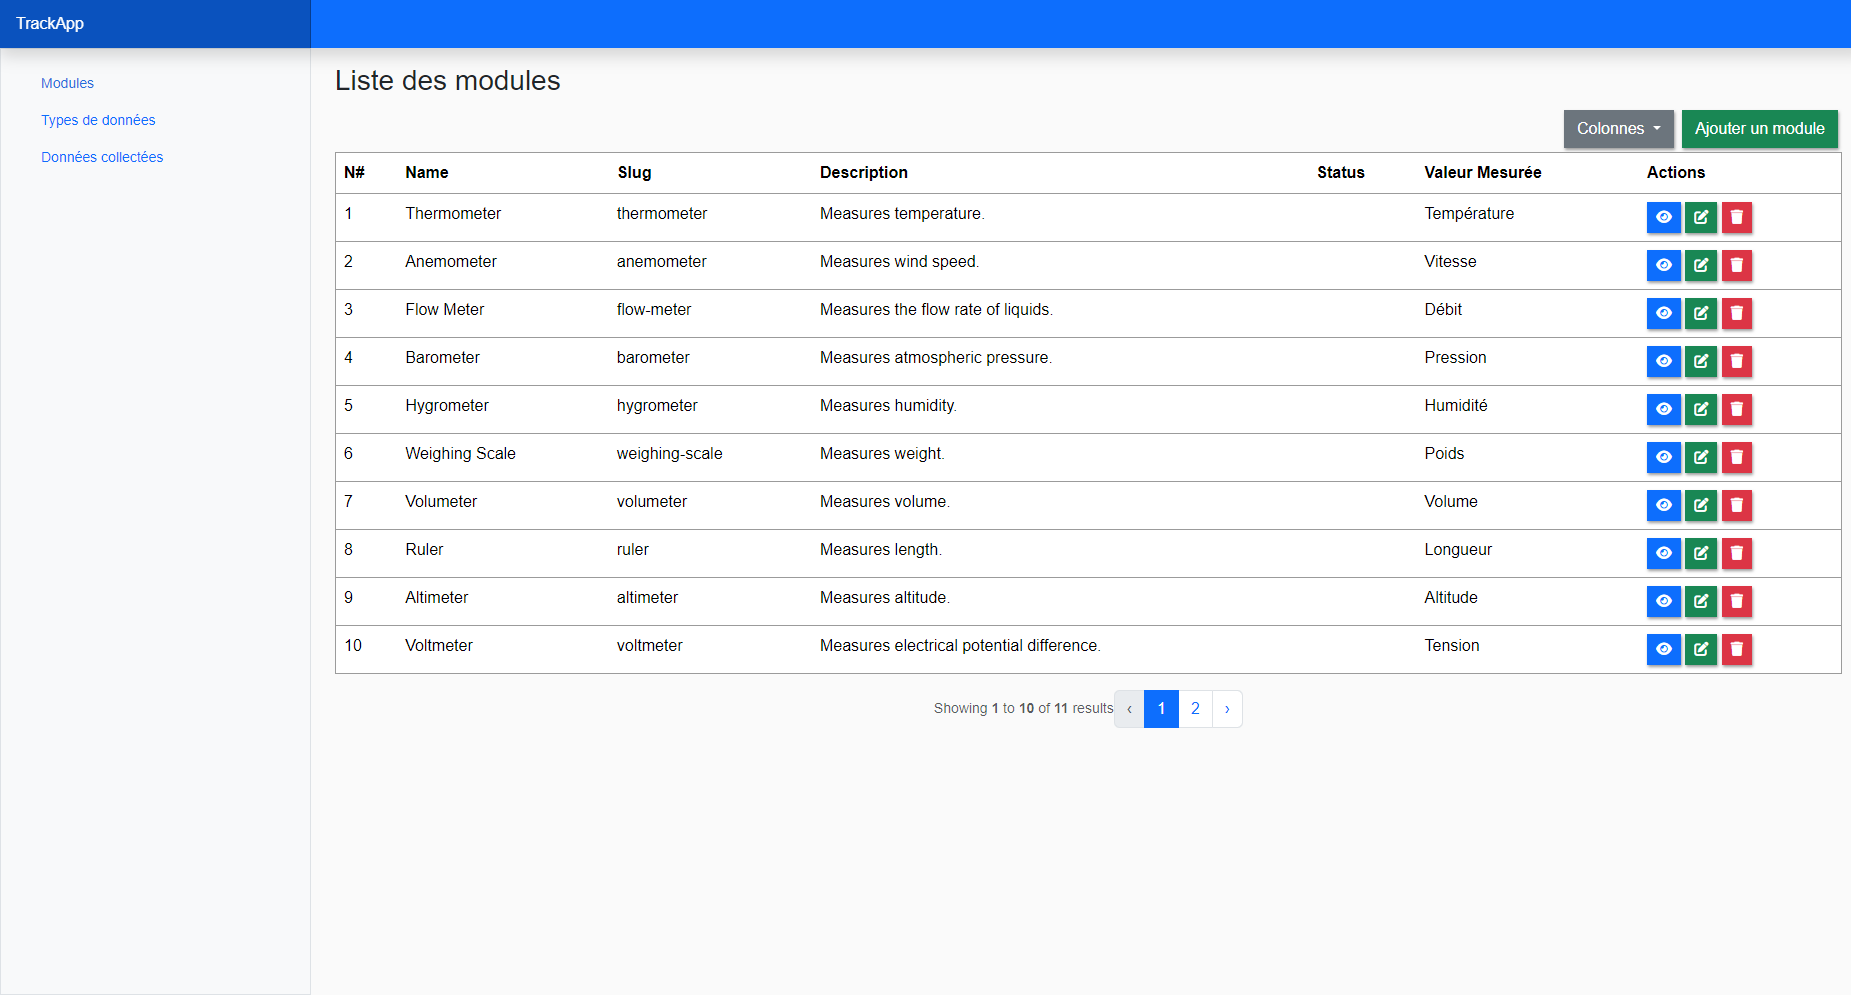 TrackApp
Modules
Types de données
Données collectées
Liste des modules
Colonnes
Ajouter un module
N# Name Slug Description Status Valeur Mesurée Actions
1 Thermometer thermometer Measures temperature. Température
2 Anemometer anemometer Measures wind speed. Vitesse
3 Flow Meter flow-meter Measures the flow rate of liquids. Débit
4 Barometer barometer Measures atmospheric pressure. Pression
5 Hygrometer hygrometer Measures humidity. Humidité
6 Weighing Scale weighing-scale Measures weight. Poids
7 Volumeter volumeter Measures volume. Volume
8 Ruler ruler Measures length. Longueur
9 Altimeter altimeter Measures altitude. Altitude
10 Voltmeter voltmeter Measures electrical potential difference. Tension
Showing 1 to 10 of 11 results ‹ 1 2 ›